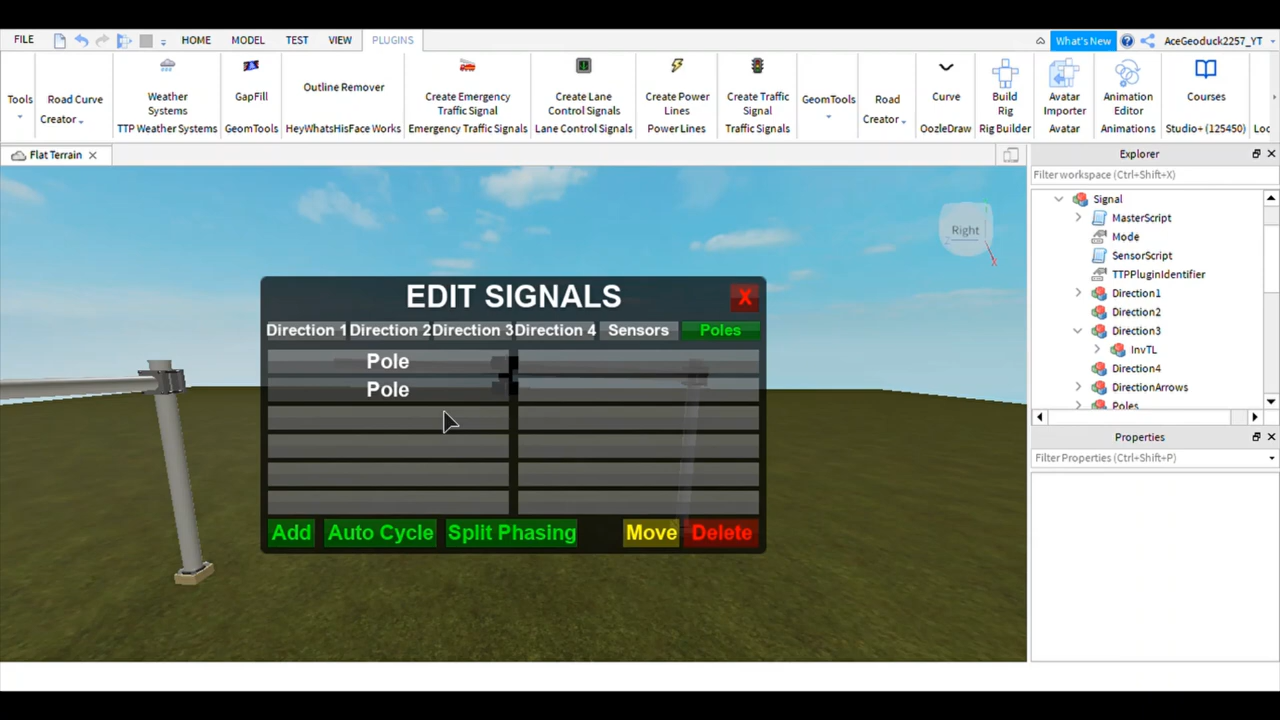 FILE HOME MODEL TEST VIEW PLUGINS What's New AceGeoduck2257_YT
Tools
Road Curve
Creator
Weather
Systems
TTP Weather Systems
GapFill
GeomTools
Outline Remover
HeyWhatsHisFace Works
Create Emergency
Traffic Signal
Emergency Traffic Signals
Create Lane
Control Signals
Lane Control Signals
Create Power
Lines
Power Lines
Create Traffic
Signal
Traffic Signals
GeomTools
Road
Creator
Curve
OozleDraw
Build
Rig
Rig Builder
Avatar
Importer
Avatar
Animation
Editor
Animations
Courses
Studio+ (125450)
Loc
Flat Terrain
Right
X
EDIT SIGNALS X
Direction 1 Direction 2 Direction 3 Direction 4 Sensors Poles
Pole
Pole
Add Auto Cycle Split Phasing Move Delete
Explorer
Filter workspace (Ctrl+Shift+X)
Signal
MasterScript
Mode
SensorScript
TTPPluginIdentifier
Direction1
Direction2
Direction3
InvTL
Direction4
DirectionArrows
Poles
Properties
Filter Properties (Ctrl+Shift+P)